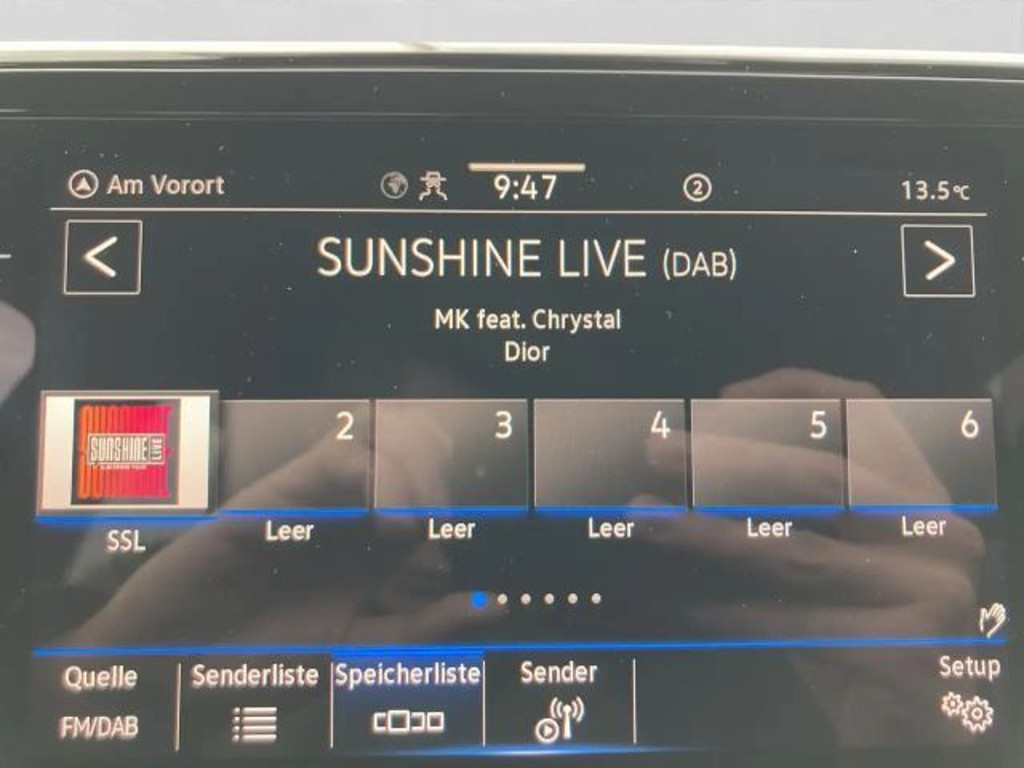 Am Vorort
9:47
2
13.5°C
<
SUNSHINE LIVE (DAB)
>
MK feat. Chrystal
Dior
SUNSHINE LIVE
2
3
4
5
6
SSL
Leer
Leer
Leer
Leer
Leer
Quelle
Senderliste
Speicherliste
Sender
Setup
FM/DAB